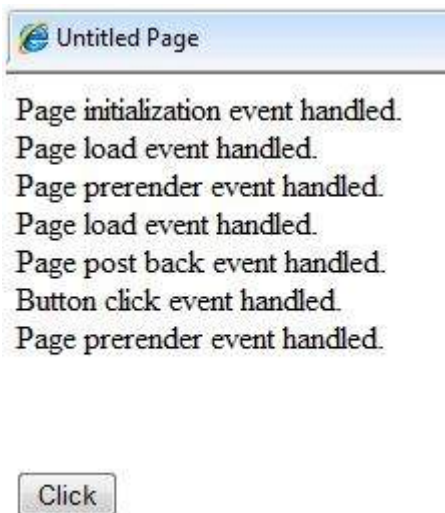 Untitled Page
Page initialization event handled.
Page load event handled.
Page prerender event handled.
Page load event handled.
Page post back event handled.
Button click event handled.
Page prerender event handled.
Click